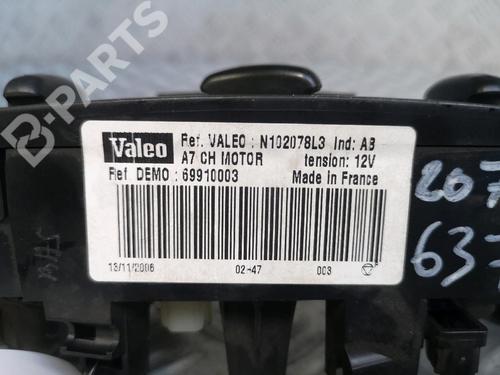 B-PARTS
Valeo
Ref. VALEO : N102078L3 Ind: AB
A7 CH MOTOR tension: 12V
Ref DEMO : 69910003 Made in France
13/11/2006 02-47 003
207
637